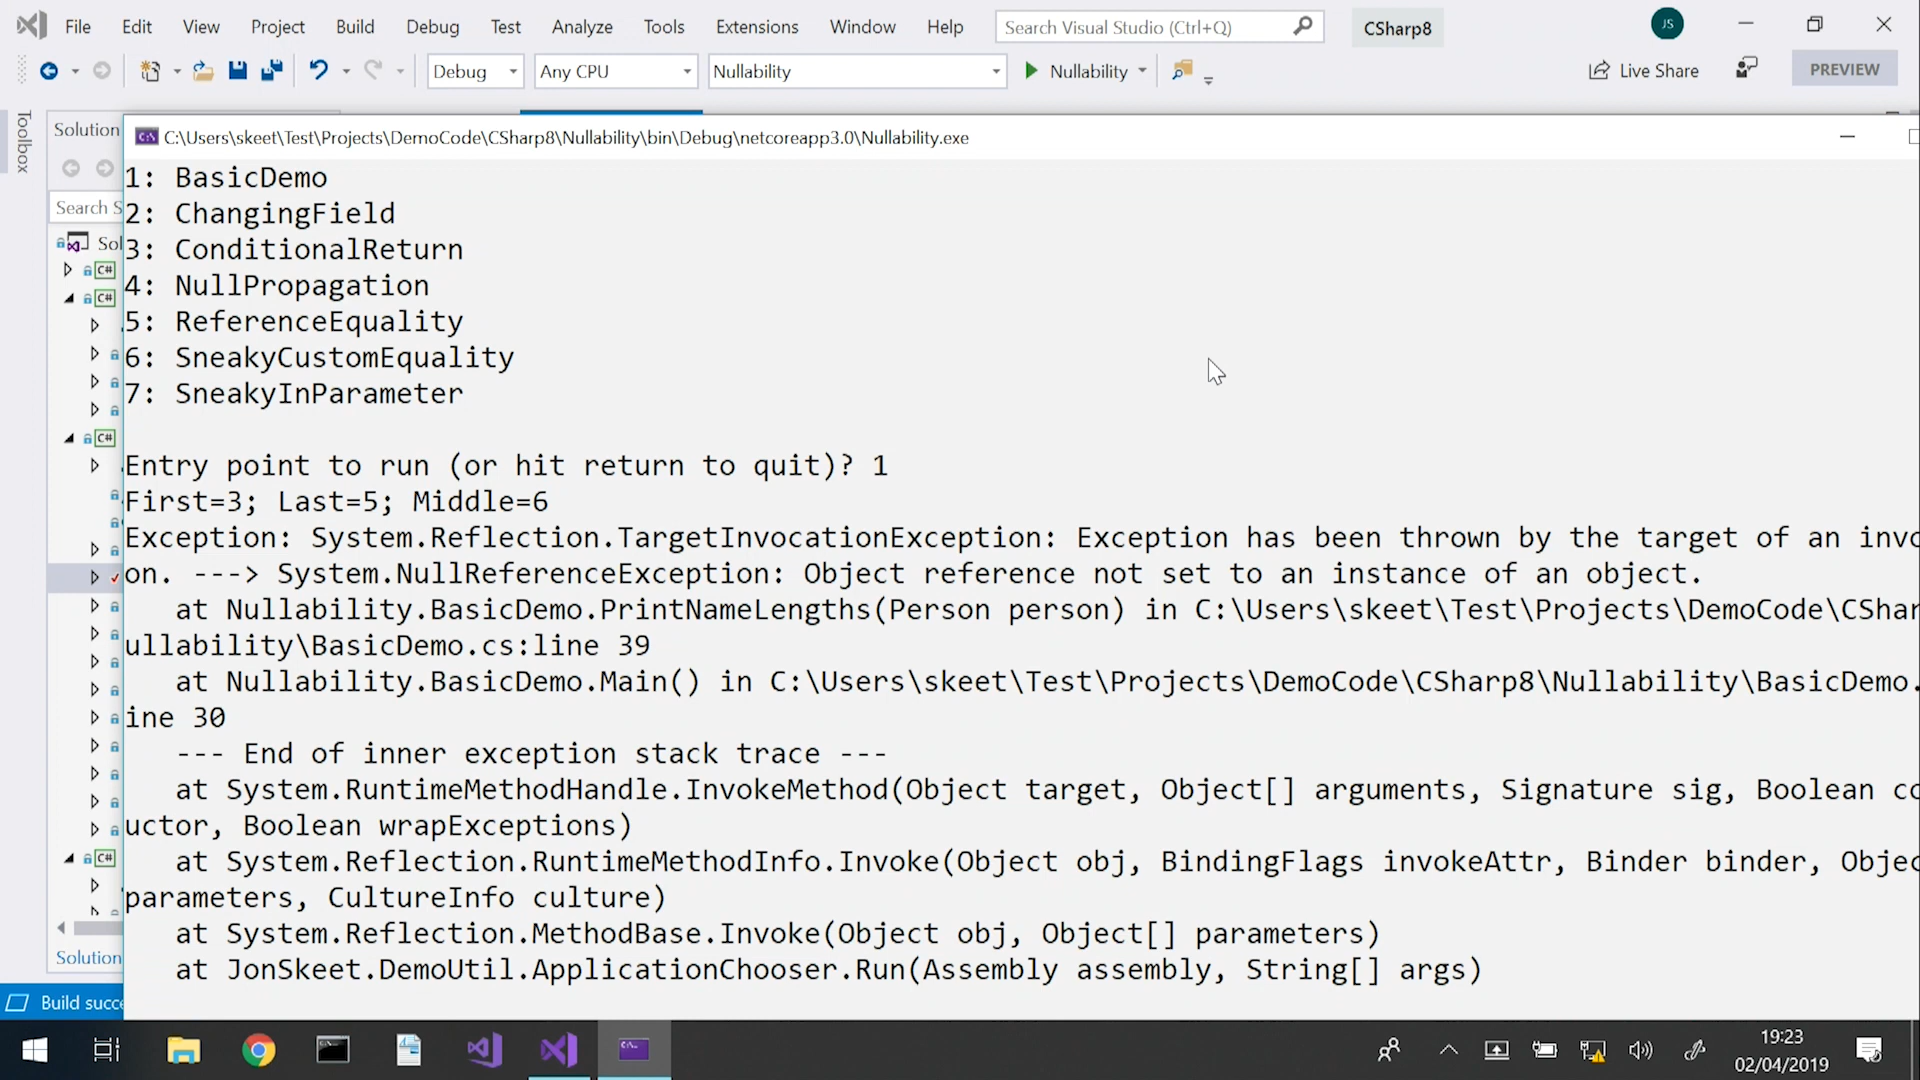 File Edit View Project Build Debug Test Analyze Tools Extensions Window Help Search Visual Studio (Ctrl+Q) CSharp8 JS
Debug Any CPU Nullability Nullability Live Share PREVIEW
Toolbox
Solution
C:\Users\skeet\Test\Projects\DemoCode\CSharp8\Nullability\bin\Debug\netcoreapp3.0\Nullability.exe
Search S
Sol
C#
C#
C#
C#
1: BasicDemo
2: ChangingField
3: ConditionalReturn
4: NullPropagation
5: ReferenceEquality
6: SneakyCustomEquality
7: SneakyInParameter
Entry point to run (or hit return to quit)? 1
First=3; Last=5; Middle=6
Exception: System.Reflection.TargetInvocationException: Exception has been thrown by the target of an invo
on. ---> System.NullReferenceException: Object reference not set to an instance of an object.
   at Nullability.BasicDemo.PrintNameLengths(Person person) in C:\Users\skeet\Test\Projects\DemoCode\CShar
ullability\BasicDemo.cs:line 39
   at Nullability.BasicDemo.Main() in C:\Users\skeet\Test\Projects\DemoCode\CSharp8\Nullability\BasicDemo.
ine 30
   --- End of inner exception stack trace ---
   at System.RuntimeMethodHandle.InvokeMethod(Object target, Object[] arguments, Signature sig, Boolean co
uctor, Boolean wrapExceptions)
   at System.Reflection.RuntimeMethodInfo.Invoke(Object obj, BindingFlags invokeAttr, Binder binder, Objec
parameters, CultureInfo culture)
   at System.Reflection.MethodBase.Invoke(Object obj, Object[] parameters)
   at JonSkeet.DemoUtil.ApplicationChooser.Run(Assembly assembly, String[] args)
Solution
Build succe
19:23
02/04/2019